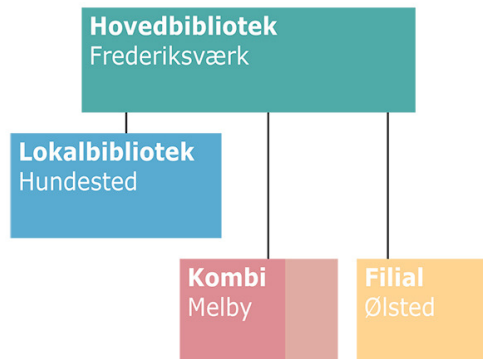 Hovedbibliotek
Frederiksværk
Lokalbibliotek
Hundested
Kombi
Melby
Filial
Ølsted